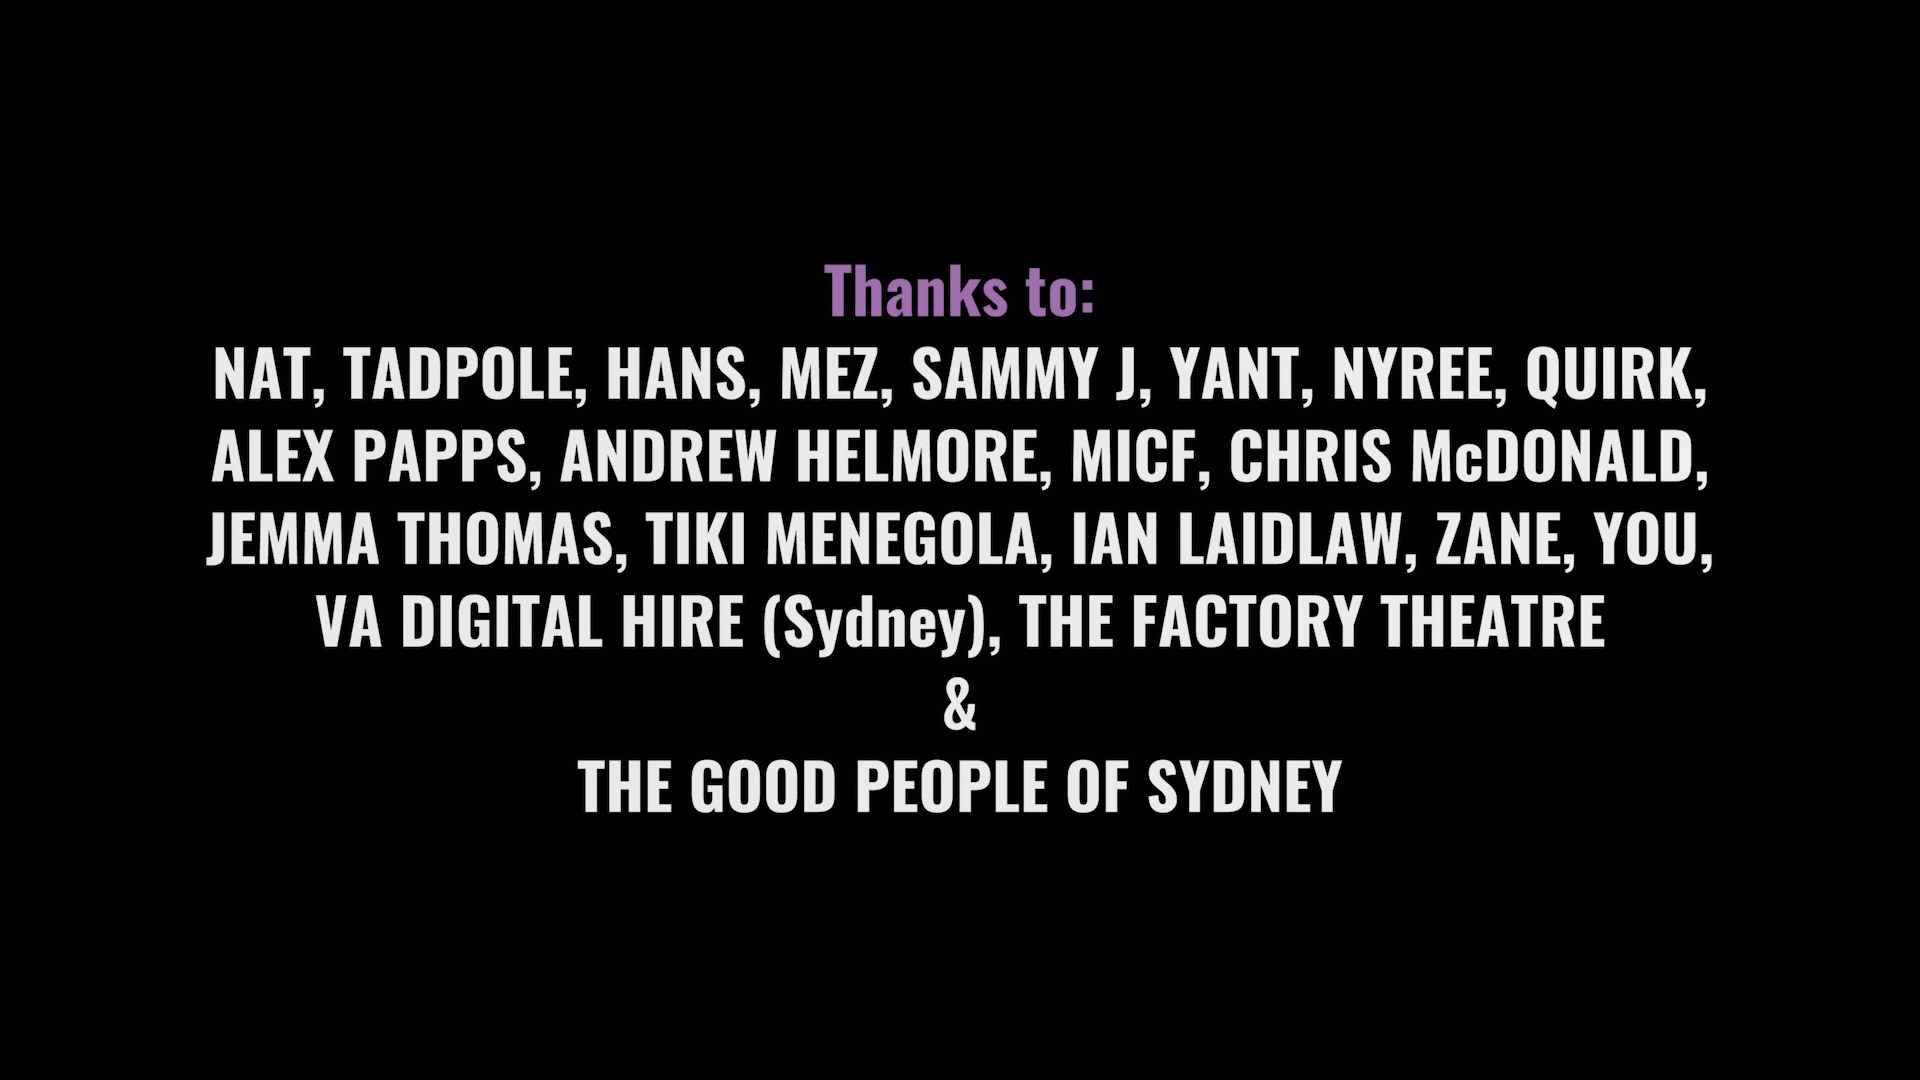 Thanks to:
NAT, TADPOLE, HANS, MEZ, SAMMY J, YANT, NYREE, QUIRK,
ALEX PAPPS, ANDREW HELMORE, MICF, CHRIS McDONALD,
JEMMA THOMAS, TIKI MENEGOLA, IAN LAIDLAW, ZANE, YOU,
VA DIGITAL HIRE (Sydney), THE FACTORY THEATRE
&
THE GOOD PEOPLE OF SYDNEY